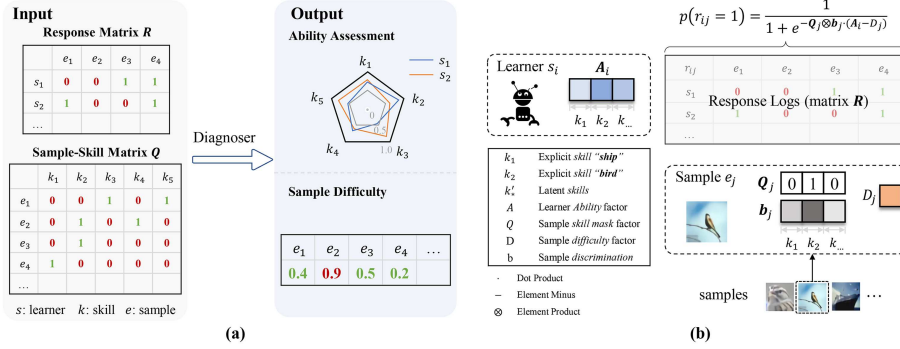 Input
Response Matrix R
e1 e2 e3 e4
s1 0 0 1 1
s2 1 0 0 1
...
Sample-Skill Matrix Q
k1 k2 k3 k4 k5
e1 0 0 1 0 1
e2 0 1 0 1 0
e3 0 1 0 0 0
e4 1 0 0 0 0
...
s: learner k: skill e: sample
Diagnoser
(a)
Output
Ability Assessment
s1
s2
k1
k5 k2
0
0.5
1.0
k4 k3
Sample Difficulty
e1 e2 e3 e4 ...
0.4 0.9 0.5 0.2
p(rij = 1) = 1 / (1 + e^(−Qj⊗bj·(Ai−Dj)))
Learner si Ai
k1 k2 k...
rij e1 e2 e3 e4
s1 0 0 1 1
Response Logs (matrix R)
s2 1 0 0 1
...
k1 Explicit skill “ship”
k2 Explicit skill “bird”
k′* Latent skills
A Learner Ability factor
Q Sample skill mask factor
D Sample difficulty factor
b Sample discrimination
· Dot Product
− Element Minus
⊗ Element Product
Sample ej Qj 0 1 0
bj Dj
k1 k2 k...
samples ...
(b)